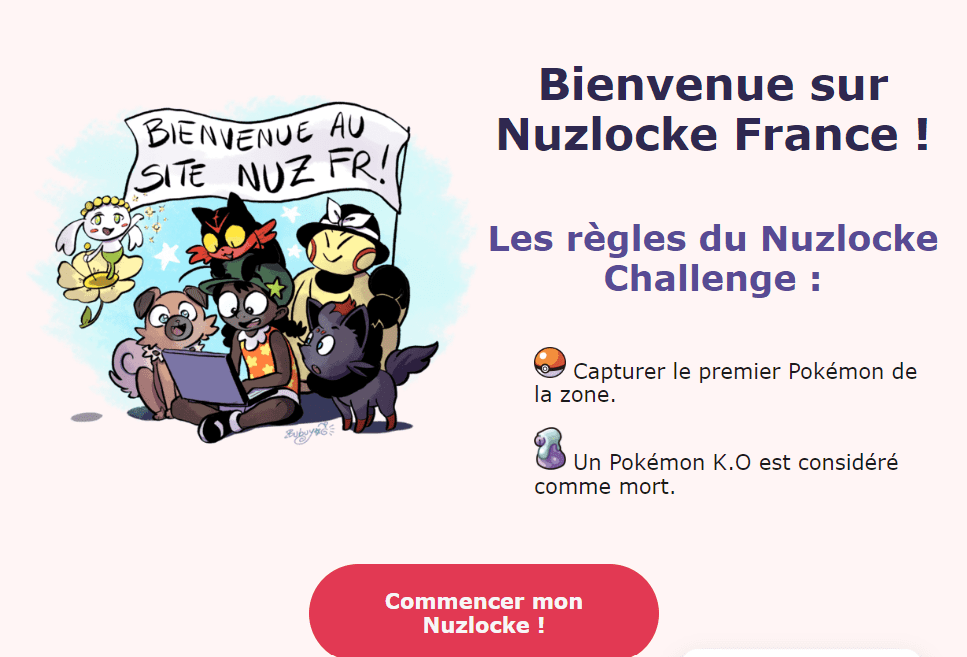 Bienvenue sur
Nuzlocke France !
BIENVENUE AU
SITE NUZ FR!
Les règles du Nuzlocke
Challenge :
Capturer le premier Pokémon de
la zone.
Un Pokémon K.O est considéré
comme mort.
Commencer mon
Nuzlocke !